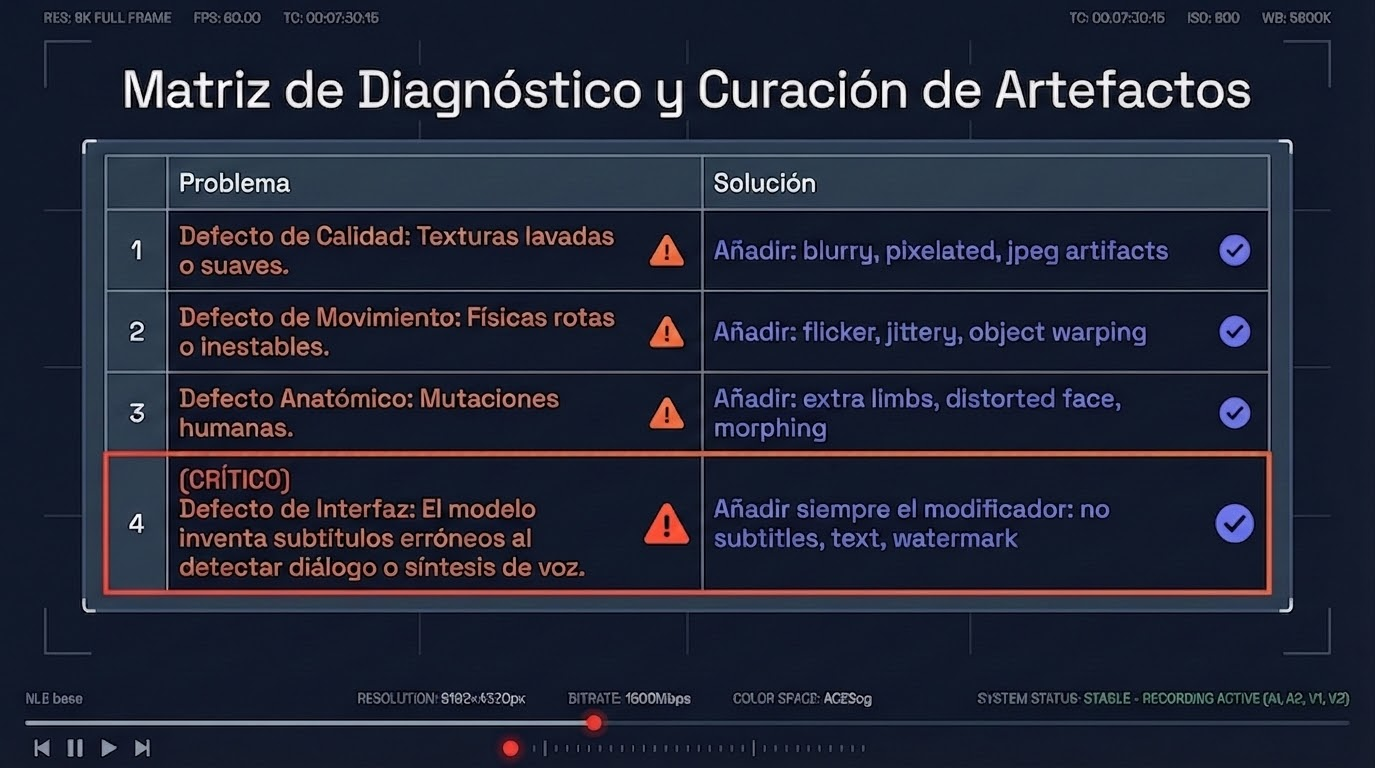 RES: 8K FULL FRAME FPS: 60.00 TC: 00:07:30:15
TC: 00:07:30:15 ISO: 800 WB: 5800K
Matriz de Diagnóstico y Curación de Artefactos
Problema
Solución
1
Defecto de Calidad: Texturas lavadas
o suaves.
Añadir: blurry, pixelated, jpeg artifacts
2
Defecto de Movimiento: Físicas rotas
o inestables.
Añadir: flicker, jittery, object warping
3
Defecto Anatómico: Mutaciones
humanas.
Añadir: extra limbs, distorted face,
morphing
4
(CRÍTICO)
Defecto de Interfaz: El modelo
inventa subtítulos erróneos al
detectar diálogo o síntesis de voz.
Añadir siempre el modificador: no
subtitles, text, watermark
NLE base
RESOLUTION:
BITRATE: 1600Mbps
COLOR SPACE:
SYSTEM STATUS: STABLE - RECORDING ACTIVE (A1, A2, V1, V2)